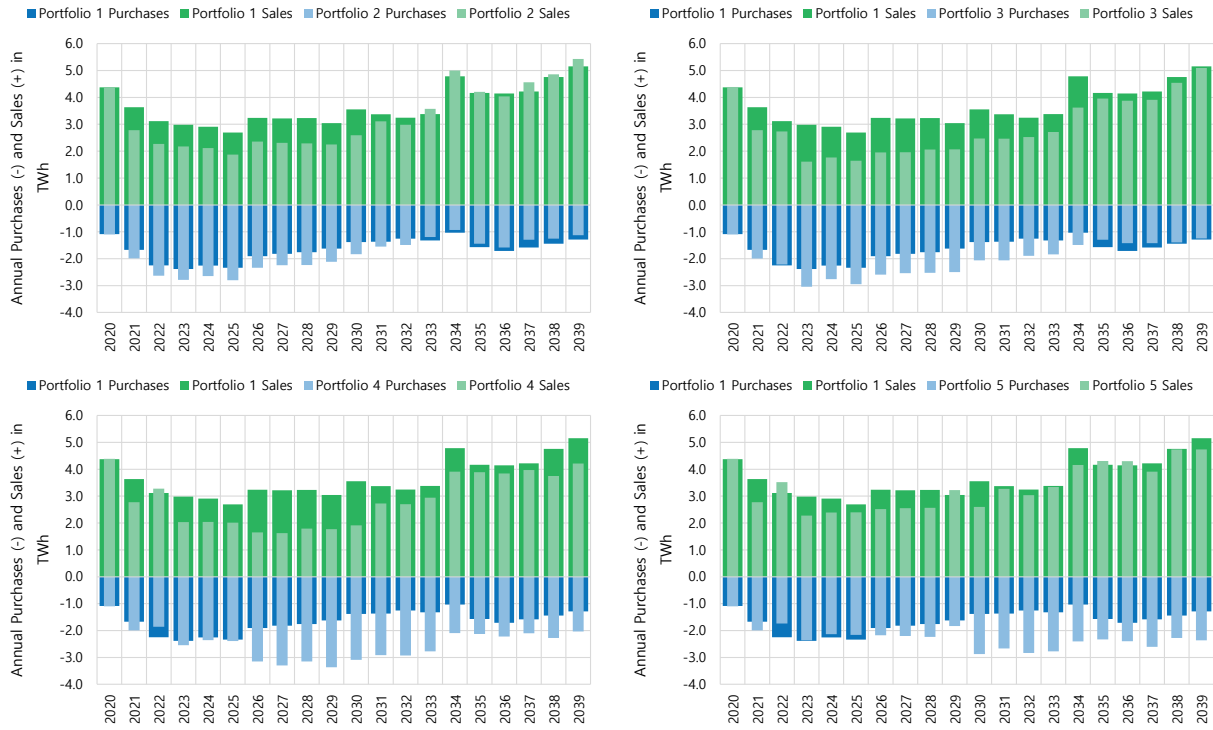 Portfolio 1 Purchases Portfolio 1 Sales Portfolio 2 Purchases Portfolio 2 Sales
Annual Purchases (-) and Sales (+) in
TWh
6.0
5.0
4.0
3.0
2.0
1.0
0.0
-1.0
-2.0
-3.0
-4.0
2020 2021 2022 2023 2024 2025 2026 2027 2028 2029 2030 2031 2032 2033 2034 2035 2036 2037 2038 2039
Portfolio 1 Purchases Portfolio 1 Sales Portfolio 3 Purchases Portfolio 3 Sales
Annual Purchases (-) and Sales (+) in
TWh
6.0
5.0
4.0
3.0
2.0
1.0
0.0
-1.0
-2.0
-3.0
-4.0
2020 2021 2022 2023 2024 2025 2026 2027 2028 2029 2030 2031 2032 2033 2034 2035 2036 2037 2038 2039
Portfolio 1 Purchases Portfolio 1 Sales Portfolio 4 Purchases Portfolio 4 Sales
Annual Purchases (-) and Sales (+) in
TWh
6.0
5.0
4.0
3.0
2.0
1.0
0.0
-1.0
-2.0
-3.0
-4.0
2020 2021 2022 2023 2024 2025 2026 2027 2028 2029 2030 2031 2032 2033 2034 2035 2036 2037 2038 2039
Portfolio 1 Purchases Portfolio 1 Sales Portfolio 5 Purchases Portfolio 5 Sales
Annual Purchases (-) and Sales (+) in
TWh
6.0
5.0
4.0
3.0
2.0
1.0
0.0
-1.0
-2.0
-3.0
-4.0
2020 2021 2022 2023 2024 2025 2026 2027 2028 2029 2030 2031 2032 2033 2034 2035 2036 2037 2038 2039